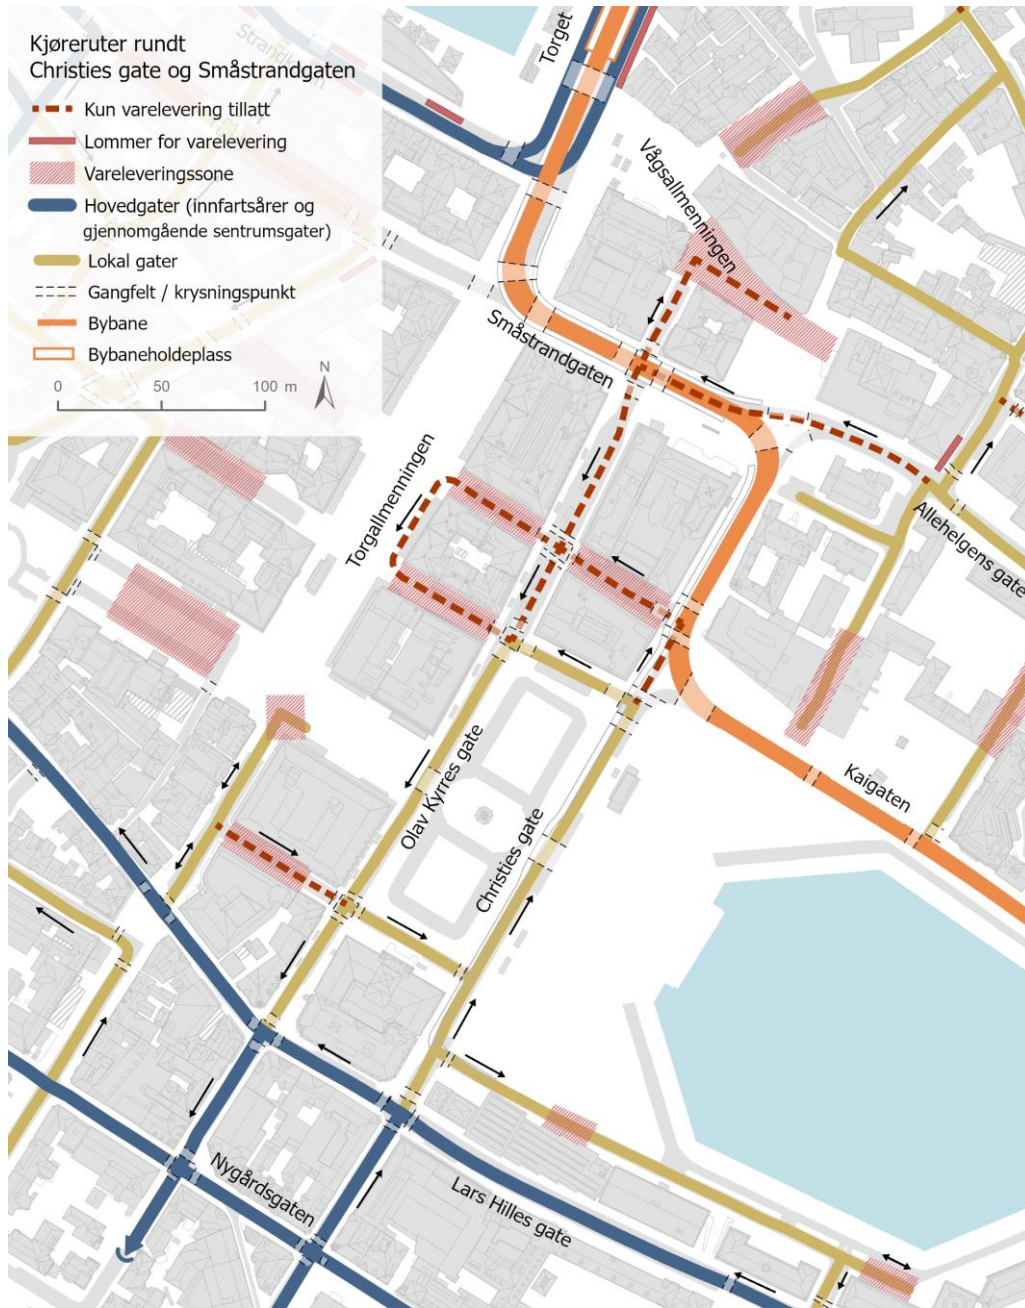 Kjøreruter rundt
Christies gate og Småstrandgaten
Kun varelevering tillatt
Lommer for varelevering
Vareleveringssone
Hovedgater (innfartsårer og
gjennomgående sentrumsgater)
Lokal gater
Gangfelt / krysningspunkt
Bybane
Bybaneholdeplass
0 50 100 m
N
Torget
Vågsallmenningen
Småstrandgaten
Torgallmenningen
Allehelgens gate
Olav Kyrres gate
Christies gate
Kaigaten
Nygårdsgaten
Lars Hilles gate